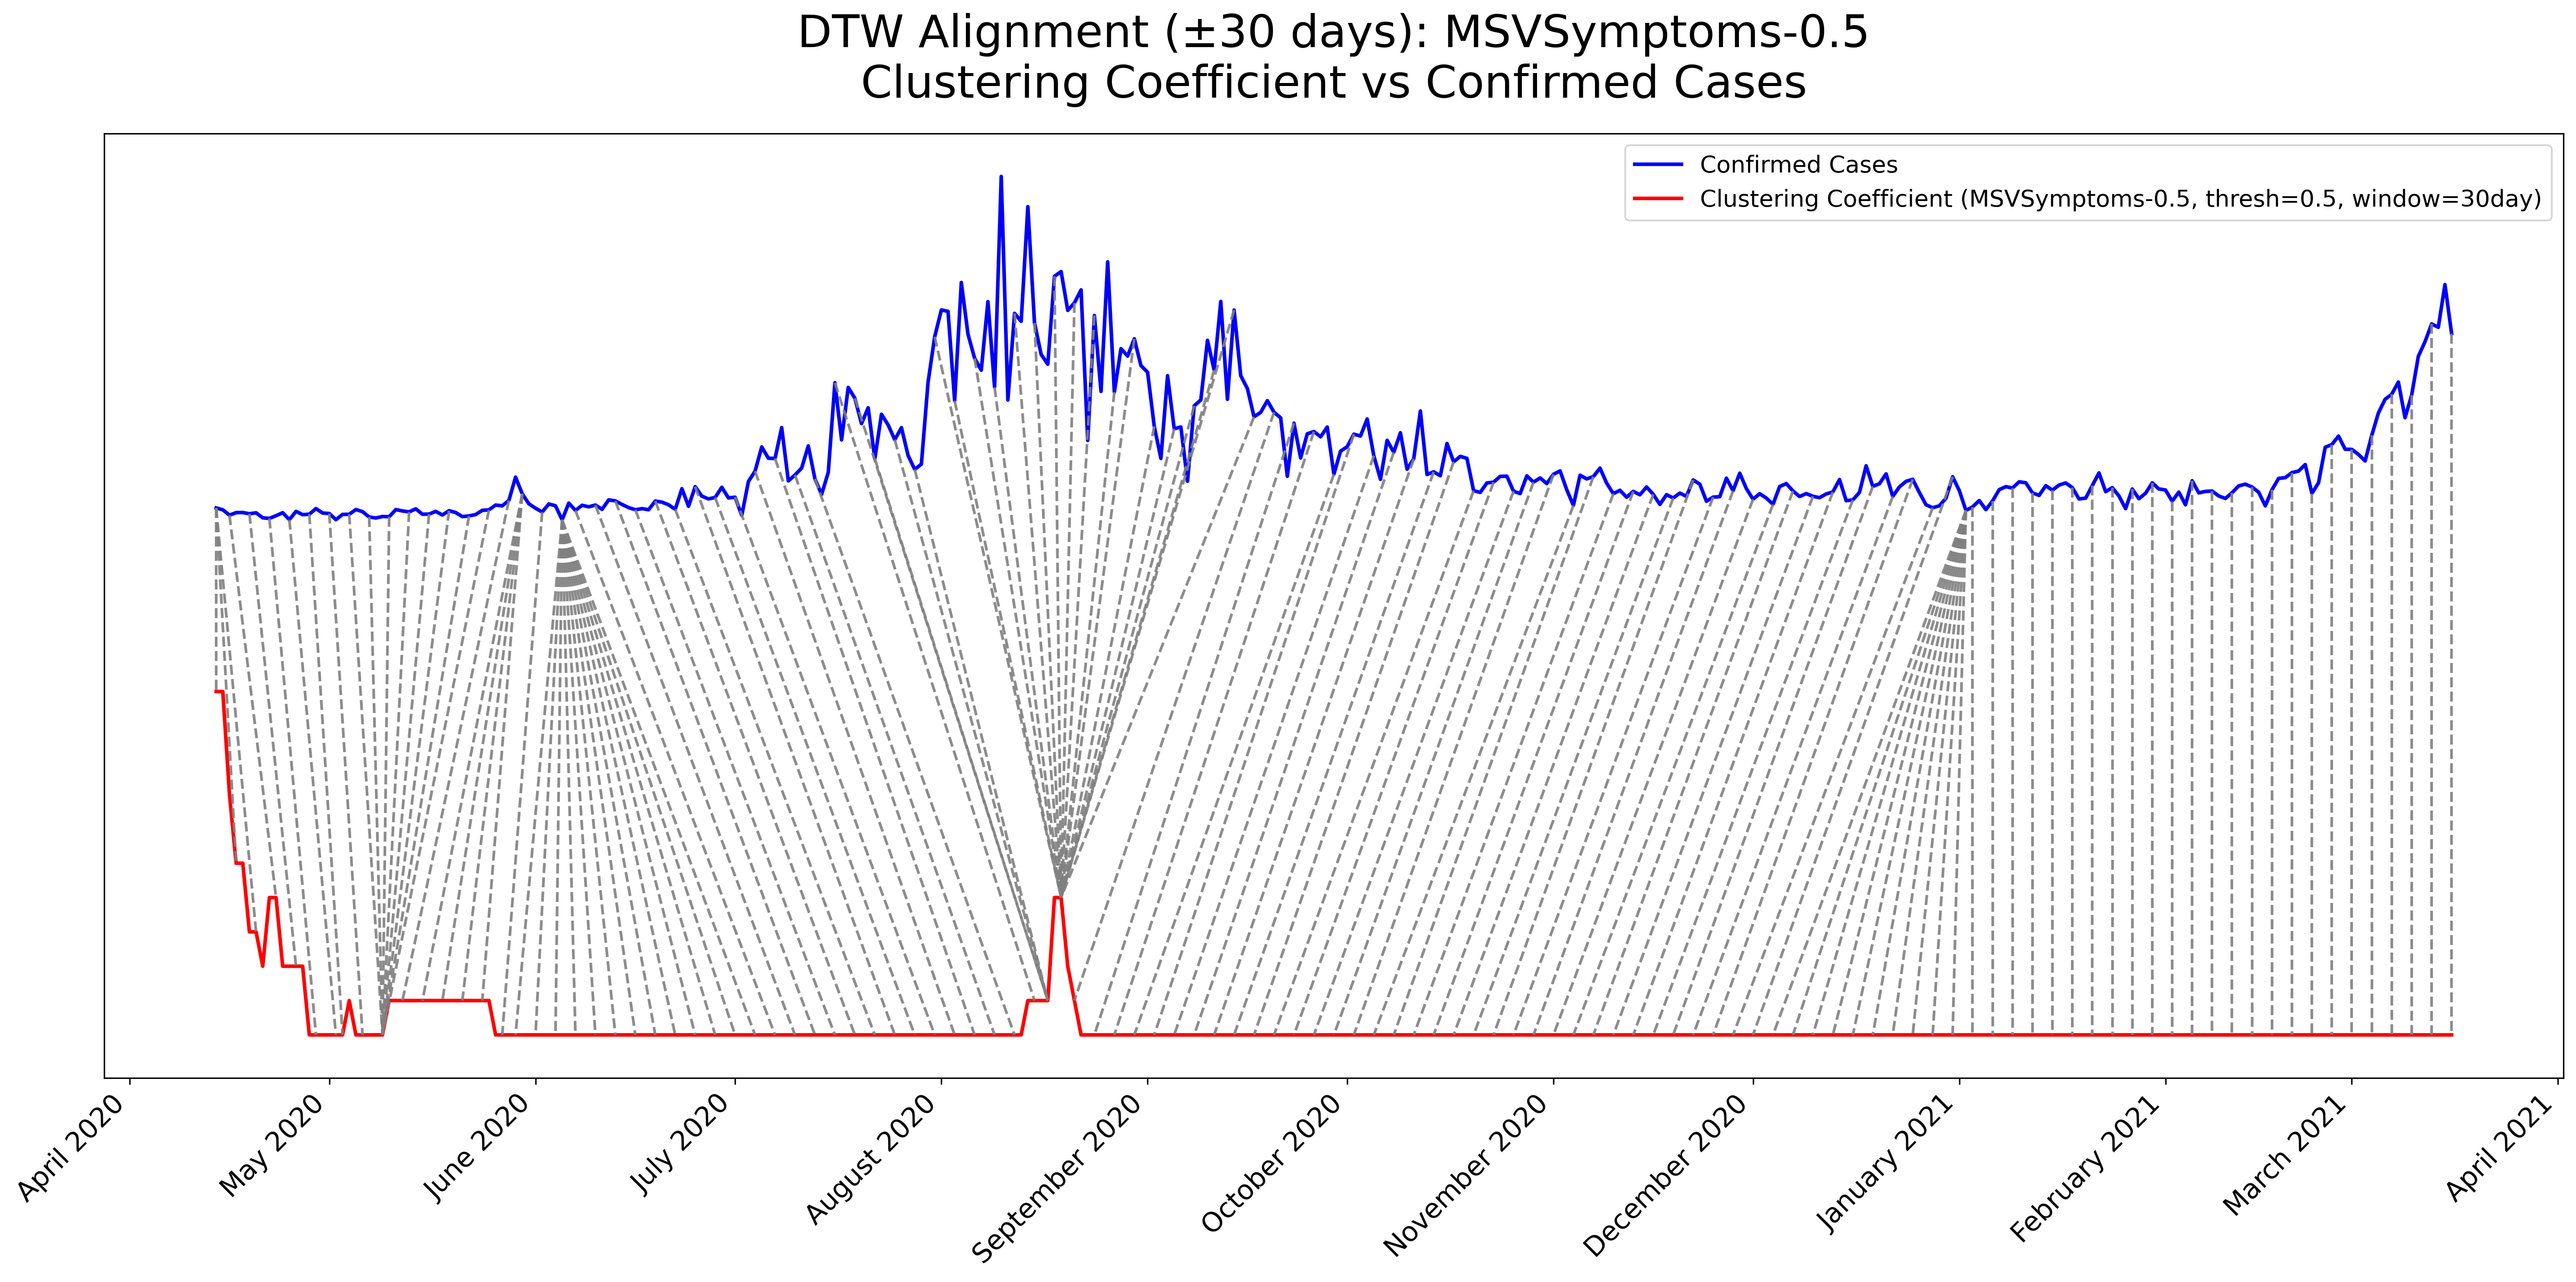 DTW Alignment (±30 days): MSVSymptoms-0.5
Clustering Coefficient vs Confirmed Cases
Confirmed Cases
Clustering Coefficient (MSVSymptoms-0.5, thresh=0.5, window=30day)
April 2020
May 2020
June 2020
July 2020
August 2020
September 2020
October 2020
November 2020
December 2020
January 2021
February 2021
March 2021
April 2021